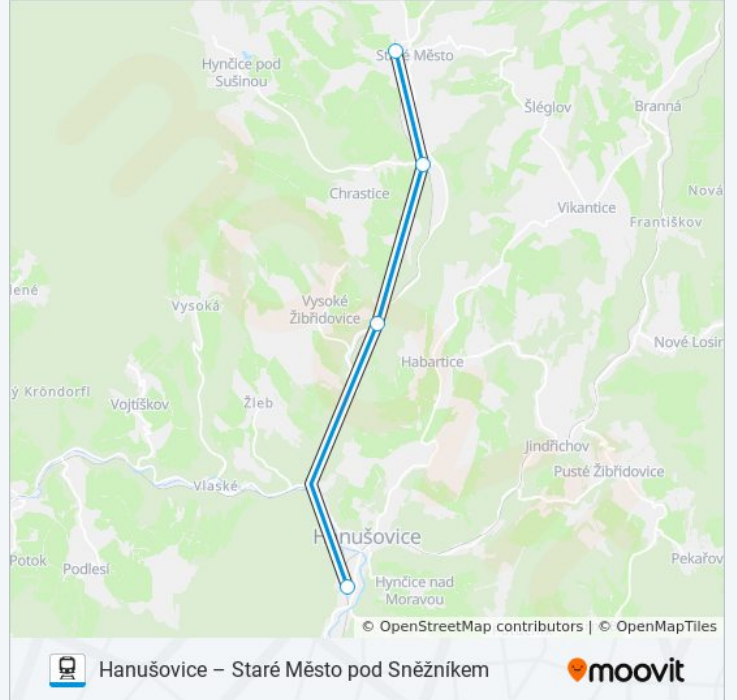 Staré Město
Hynčice pod
Sušinou
Šléglov
Branná
Chrastice
Nová
Vikantice
Františkov
lené
Vysoká
Vysoké
Žibřidovice
Nové Losin
Habartice
ý Kröndorfl
Vojtíškov
Žleb
Jindřichov
Pusté Žibřidovice
Vlaské
Hanušovice
Potok
Podlesí
Pekařov
Hynčice nad
Moravou
© OpenStreetMap contributors | © OpenMapTiles
Hanušovice – Staré Město pod Sněžníkem
moovit